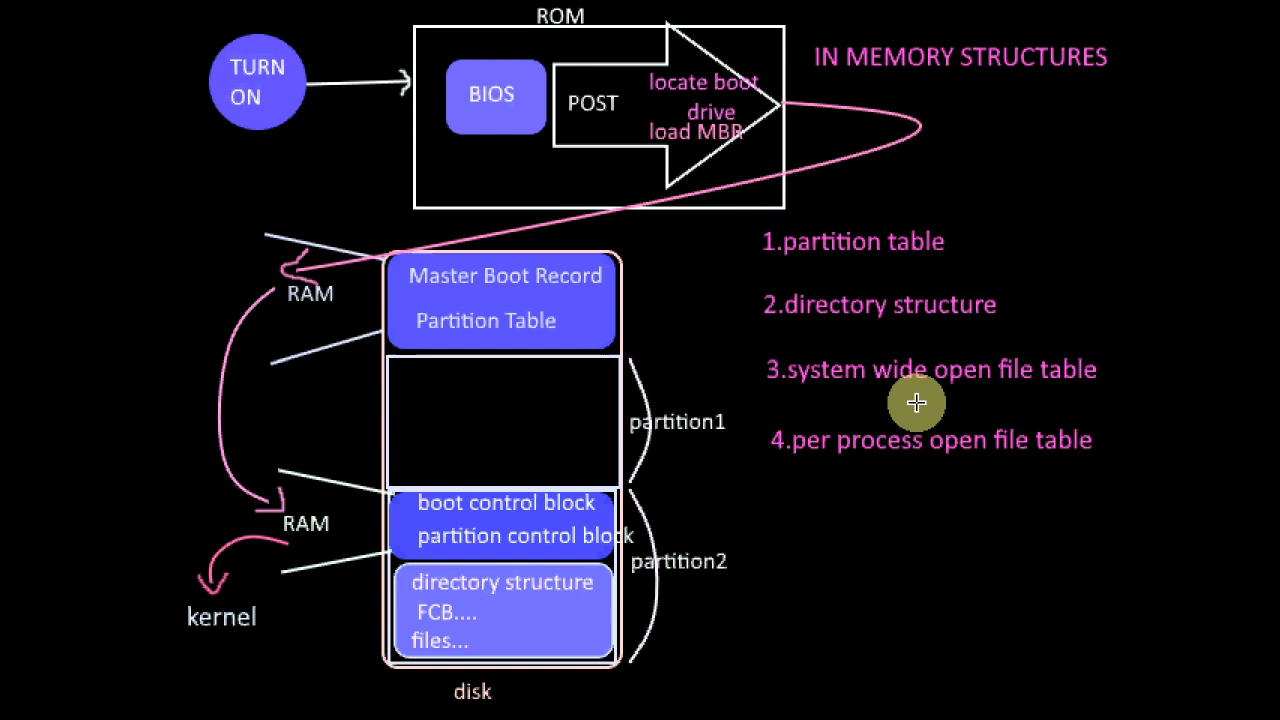 ROM
TURN
ON
BIOS
POST
locate boot
drive
load MBR
IN MEMORY STRUCTURES
RAM
Master Boot Record
Partition Table
partition1
RAM
boot control block
partition control block
partition2
directory structure
FCB....
files...
kernel
disk
1.partition table
2.directory structure
3.system wide open file table
4.per process open file table